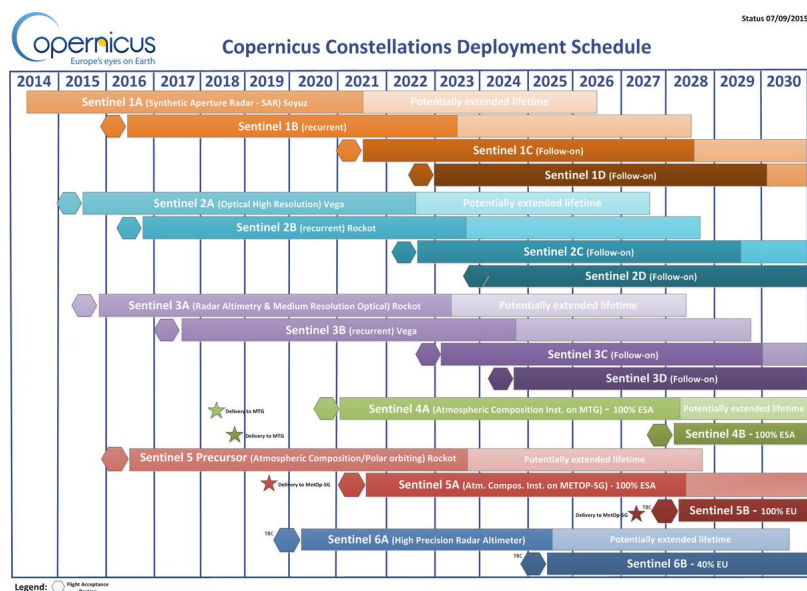 Status 07/09/2015
Copernicus
Europe's eyes on Earth
Copernicus Constellations Deployment Schedule
2014 2015 2016 2017 2018 2019 2020 2021 2022 2023 2024 2025 2026 2027 2028 2029 2030
Sentinel 1A (Synthetic Aperture Radar - SAR) Soyuz Potentially extended lifetime
Sentinel 1B (recurrent)
Sentinel 1C (Follow-on)
Sentinel 1D (Follow-on)
Sentinel 2A (Optical High Resolution) Vega Potentially extended lifetime
Sentinel 2B (recurrent) Rockot
Sentinel 2C (Follow-on)
Sentinel 2D (Follow-on)
Sentinel 3A (Radar Altimetry & Medium Resolution Optical) Rockot Potentially extended lifetime
Sentinel 3B (recurrent) Vega
Sentinel 3C (Follow-on)
Sentinel 3D (Follow-on)
Delivery to MTG Sentinel 4A (Atmospheric Composition Inst. on MTG) - 100% ESA Potentially extended lifetime
Delivery to MTG Sentinel 4B - 100% ESA
Sentinel 5 Precursor (Atmospheric Composition/Polar orbiting) Rockot Potentially extended lifetime
Delivery to MetOp-SG Sentinel 5A (Atm. Compos. Inst. on METOP-SG) - 100% ESA
Delivery to MetOp-SG TBC Sentinel 5B - 100% EU
TBC Sentinel 6A (High Precision Radar Altimeter) Potentially extended lifetime
TBC Sentinel 6B - 40% EU
Legend: Flight Acceptance